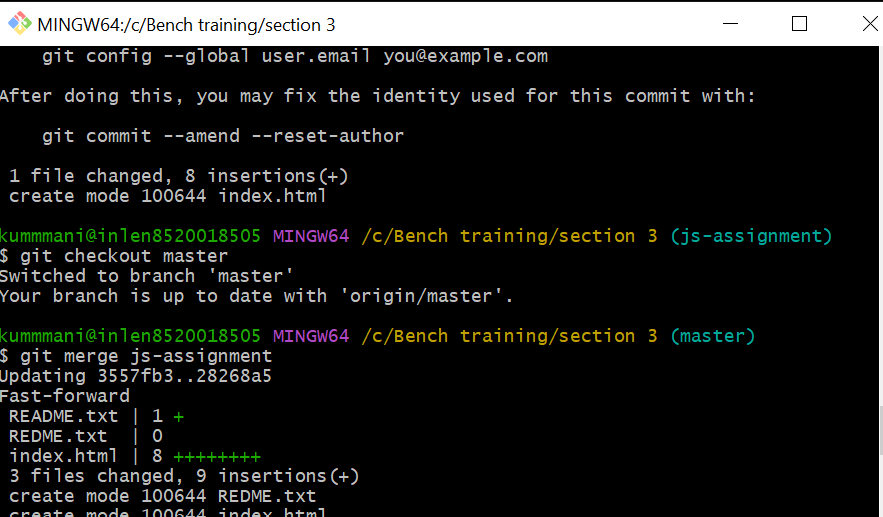 MINGW64:/c/Bench training/section 3
git config --global user.email you@example.com
After doing this, you may fix the identity used for this commit with:
git commit --amend --reset-author
1 file changed, 8 insertions(+)
create mode 100644 index.html
kummmani@inlen8520018505 MINGW64 /c/Bench training/section 3 (js-assignment)
$ git checkout master
Switched to branch 'master'
Your branch is up to date with 'origin/master'.
kummmani@inlen8520018505 MINGW64 /c/Bench training/section 3 (master)
$ git merge js-assignment
Updating 3557fb3..28268a5
Fast-forward
README.txt | 1 +
REDME.txt  | 0
index.html | 8 ++++++++
3 files changed, 9 insertions(+)
create mode 100644 REDME.txt
create mode 100644 index.html